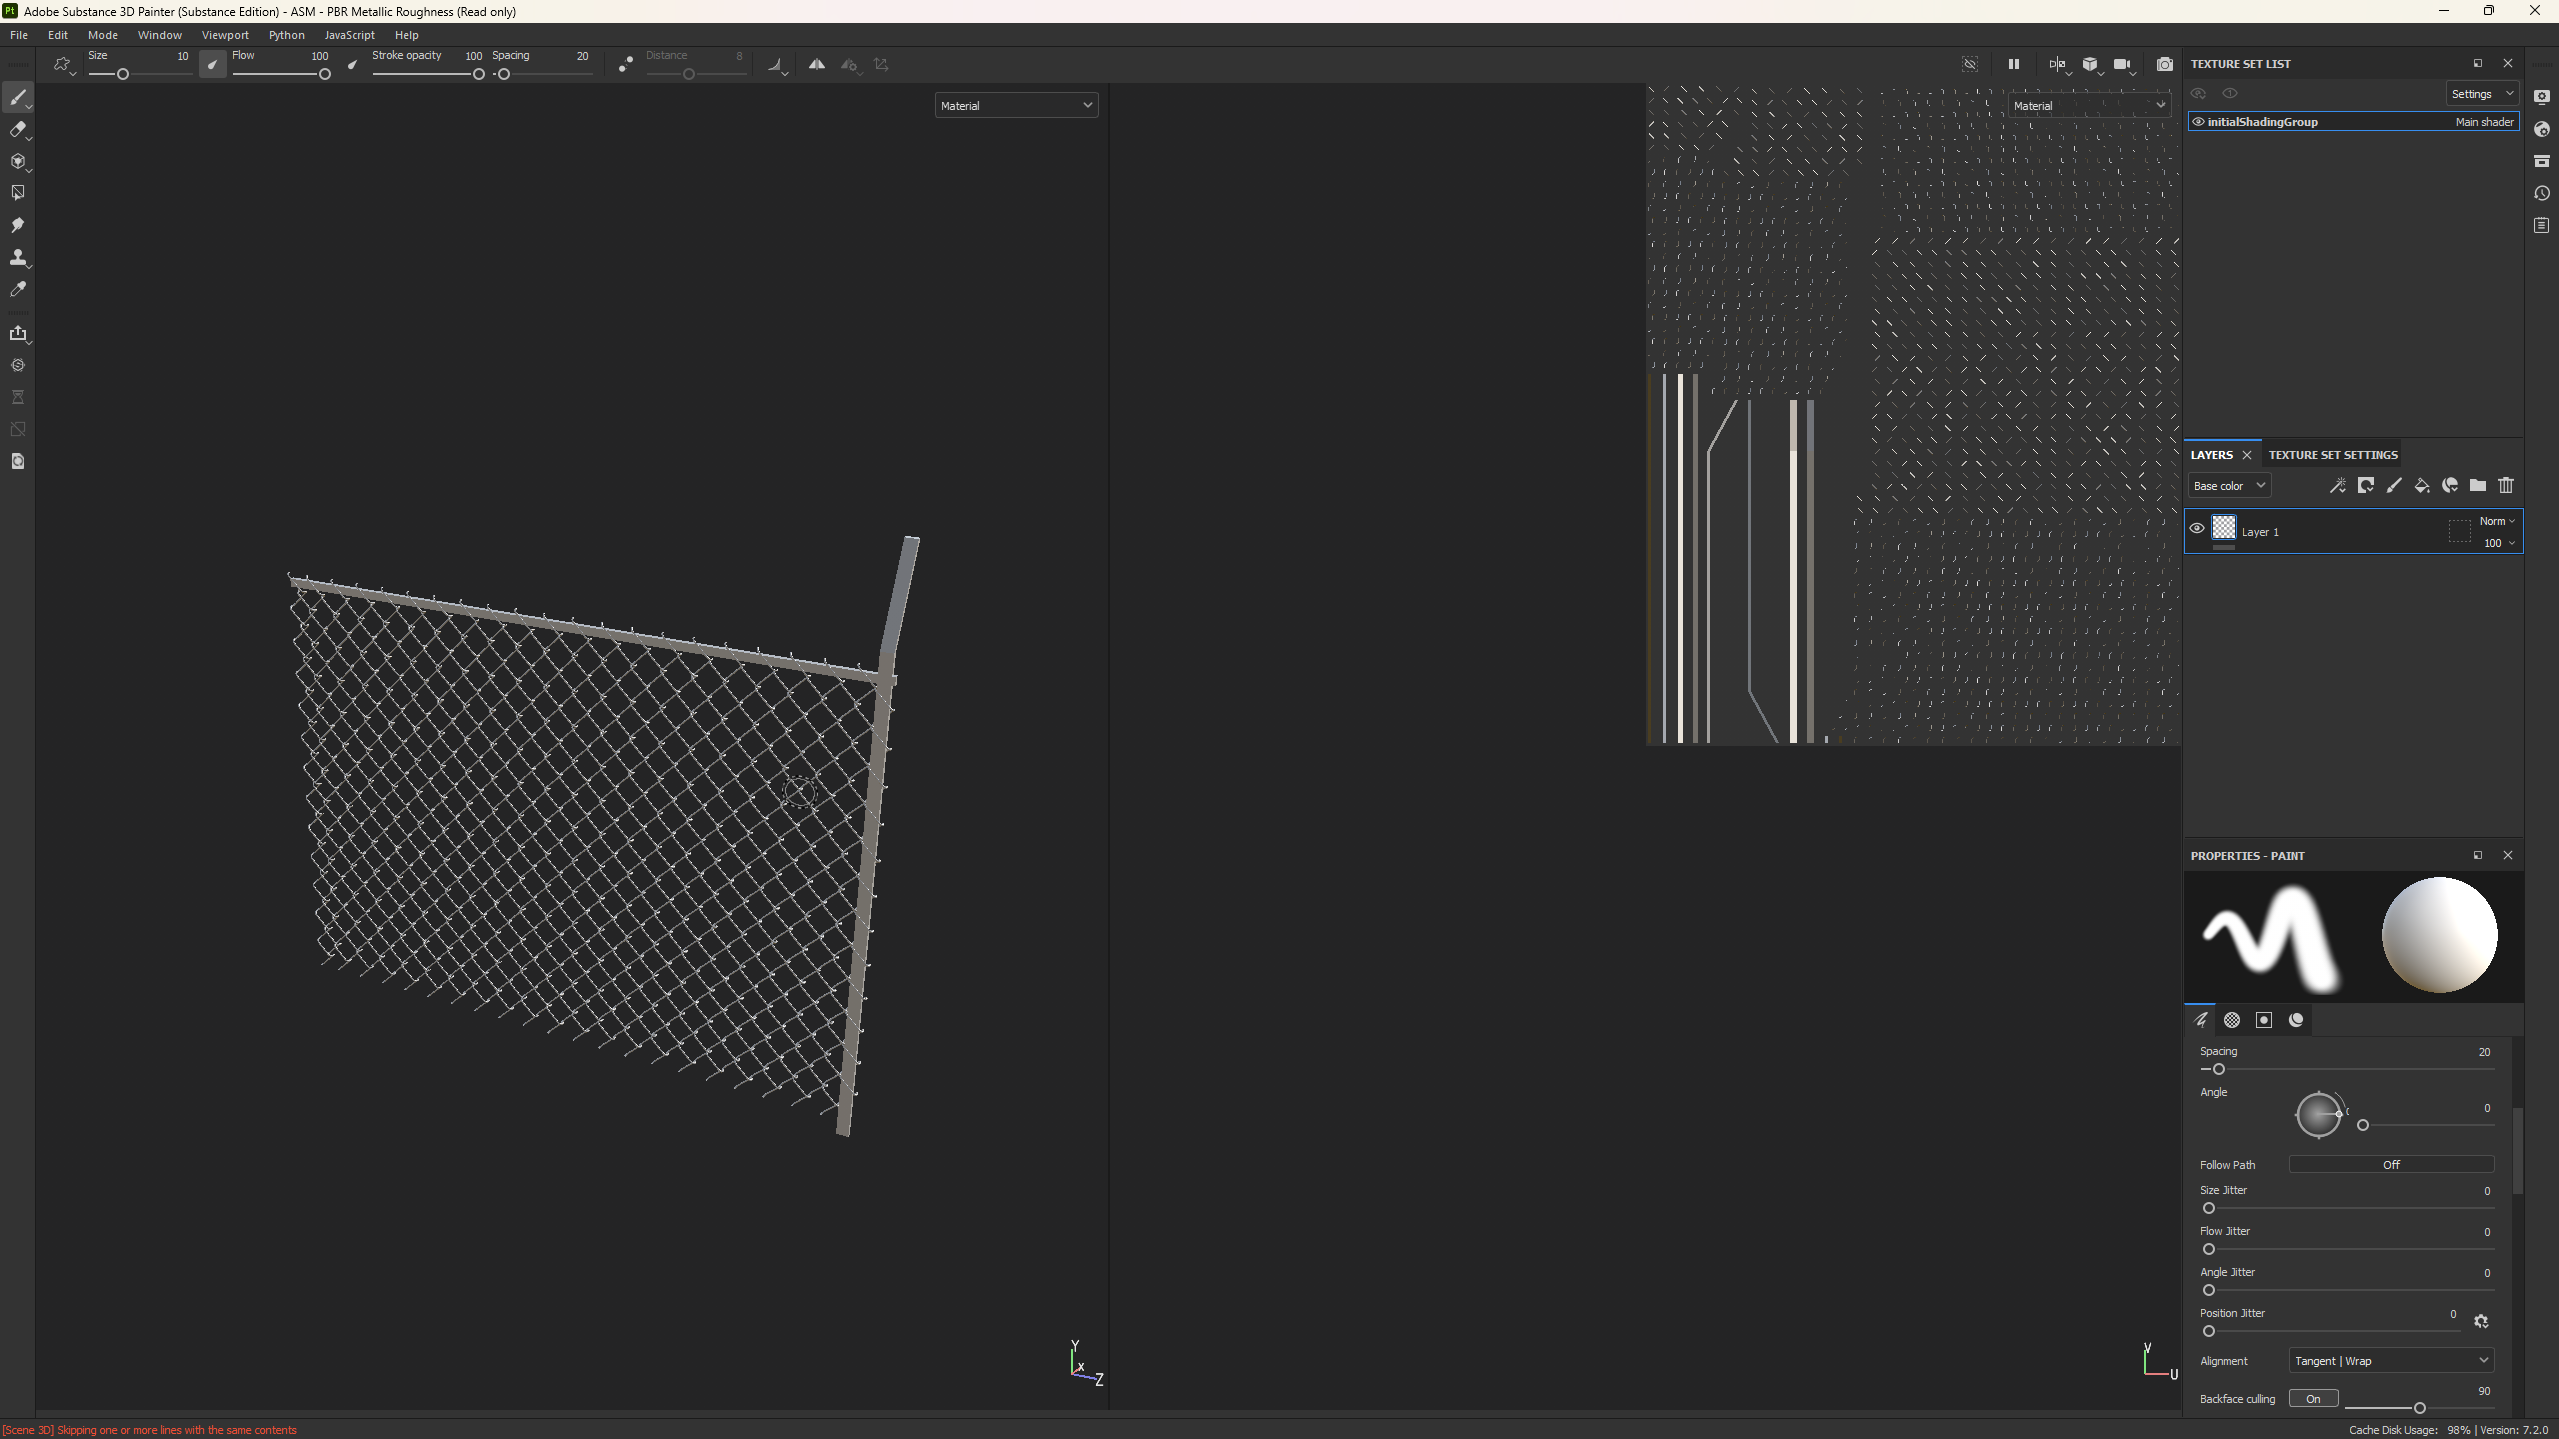 Adobe Substance 3D Painter (Substance Edition) - ASM - PBR Metallic Roughness (Read only)
File Edit Mode Window Viewport Python JavaScript Help
Size 10 Flow 100 Stroke opacity 100 Spacing 20 Distance 8
Material
Material
TEXTURE SET LIST
Settings
initialShadingGroup Main shader
LAYERS TEXTURE SET SETTINGS
Base color
Norm
Layer 1
100
PROPERTIES - PAINT
Spacing 20
Angle
0
Follow Path Off
Size Jitter 0
Flow Jitter 0
Angle Jitter 0
Position Jitter 0
Alignment Tangent | Wrap
Backface culling On 90
Y
X
Z
V
U
[Scene 3D] Skipping one or more lines with the same contents
Cache Disk Usage: 98% | Version: 7.2.0